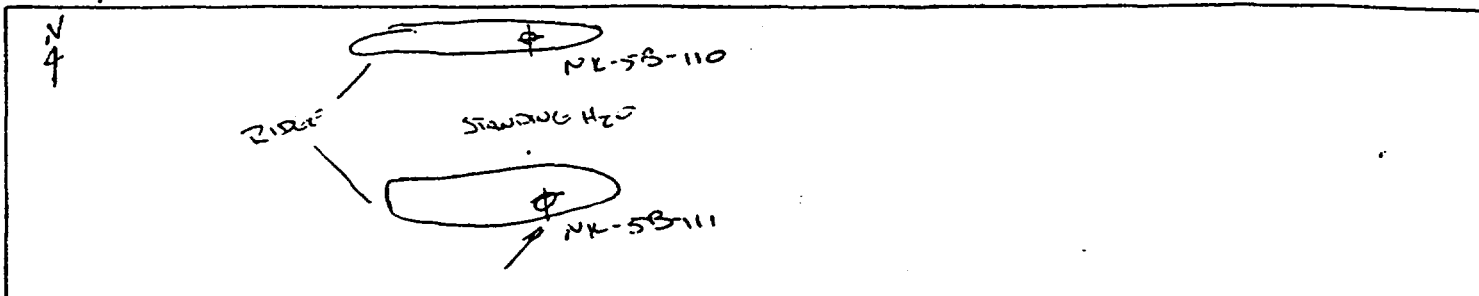 N
NK-SB-110
RIDGE
STANDING H2O
NK-SB-111